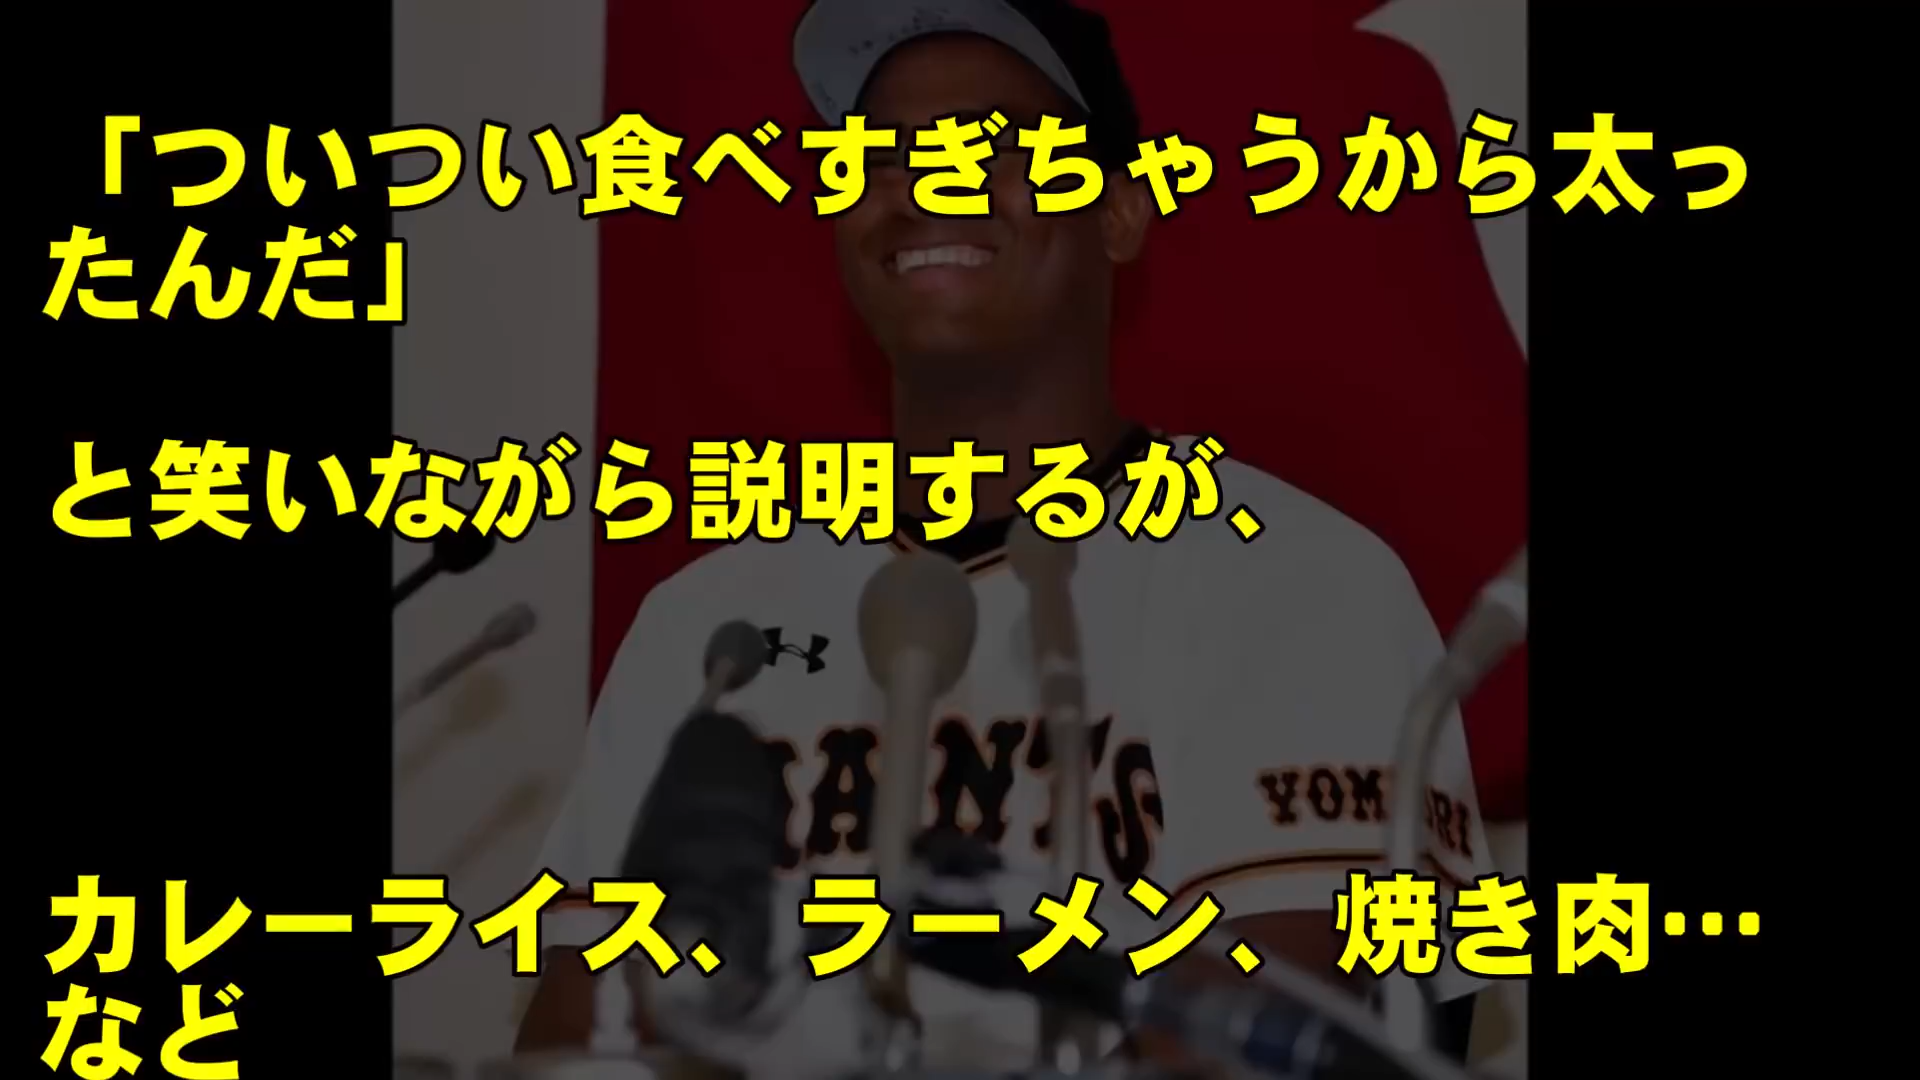 「ついつい食べすぎちゃうから太っ
たんだ」
と笑いながら説明するが、
カレーライス、ラーメン、焼き肉…
など
IANTS